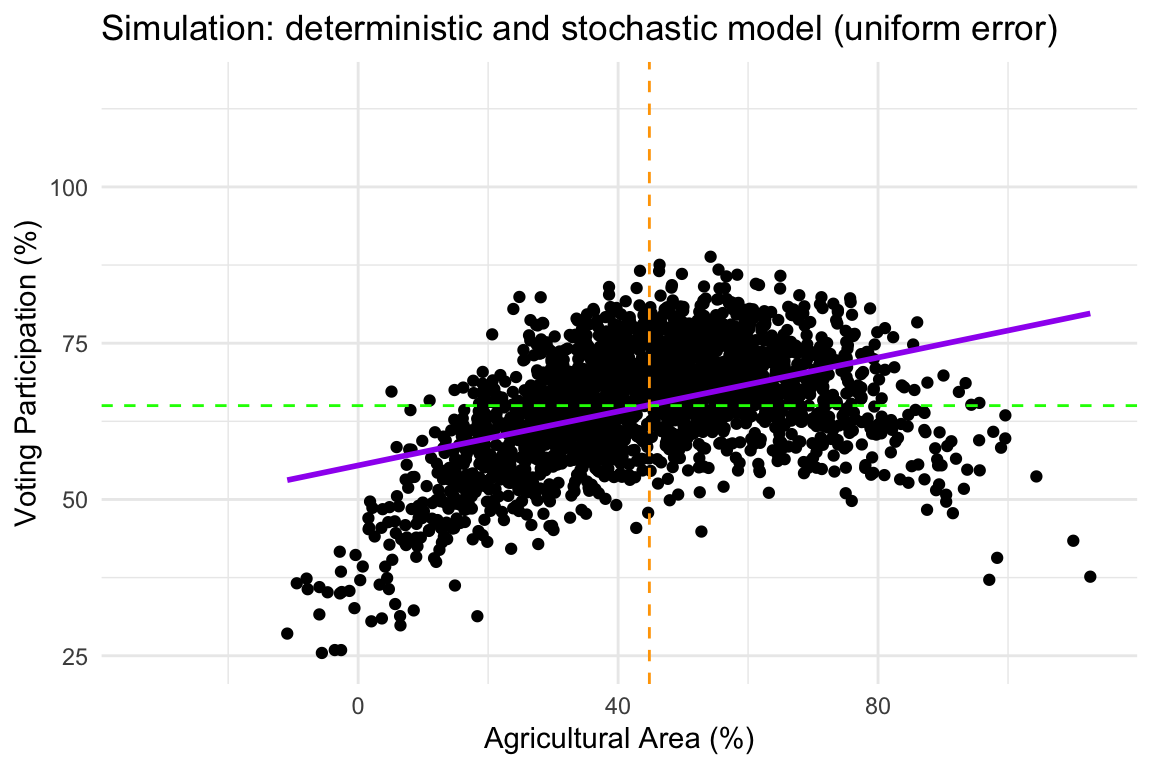 Simulation: deterministic and stochastic model (uniform error)
Voting Participation (%)
100
75
50
25
0
40
80
Agricultural Area (%)